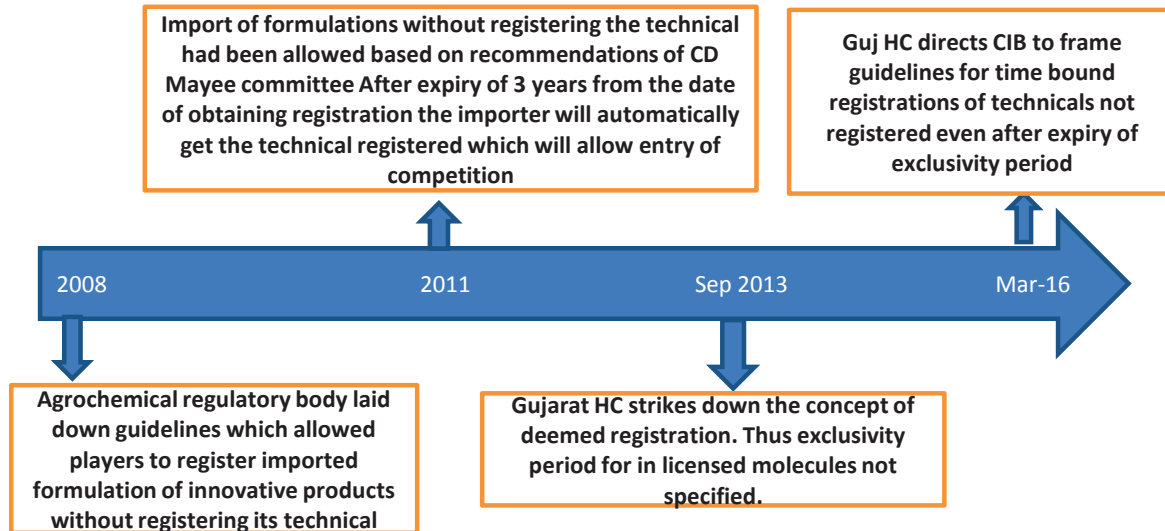 Import of formulations without registering the technical
had been allowed based on recommendations of CD
Mayee committee After expiry of 3 years from the date
of obtaining registration the importer will automatically
get the technical registered which will allow entry of
competition
Guj HC directs CIB to frame
guidelines for time bound
registrations of technicals not
registered even after expiry of
exclusivity period
2008
2011
Sep 2013
Mar-16
Agrochemical regulatory body laid
down guidelines which allowed
players to register imported
formulation of innovative products
without registering its technical
Gujarat HC strikes down the concept of
deemed registration. Thus exclusivity
period for in licensed molecules not
specified.